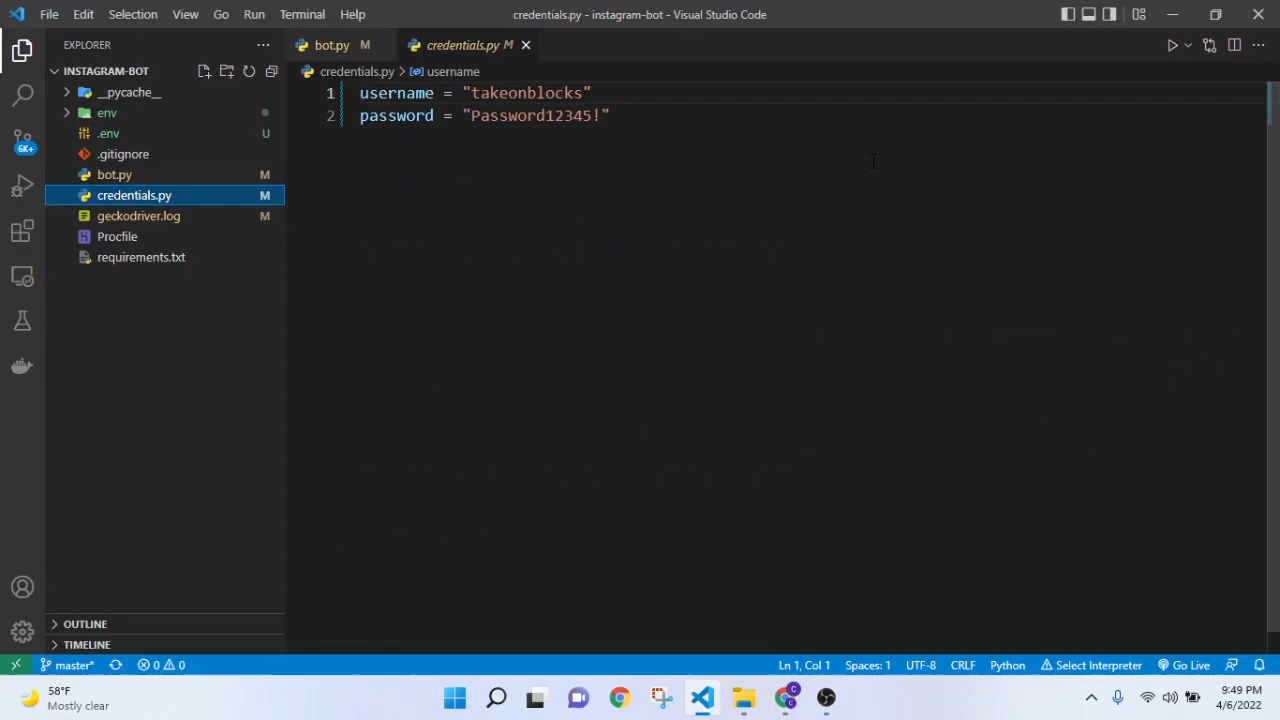 File Edit Selection View Go Run Terminal Help
credentials.py - instagram-bot - Visual Studio Code
EXPLORER
INSTAGRAM-BOT
__pycache__
env
.env U
.gitignore
bot.py M
credentials.py M
geckodriver.log M
Procfile
requirements.txt
6K+
OUTLINE
TIMELINE
bot.py M
credentials.py M
credentials.py > username
1 username = "takeonblocks"
2 password = "Password12345!"
master* 0 0
Ln 1, Col 1 Spaces: 1 UTF-8 CRLF Python Select Interpreter Go Live
58°F
Mostly clear
C
9:49 PM
4/6/2022